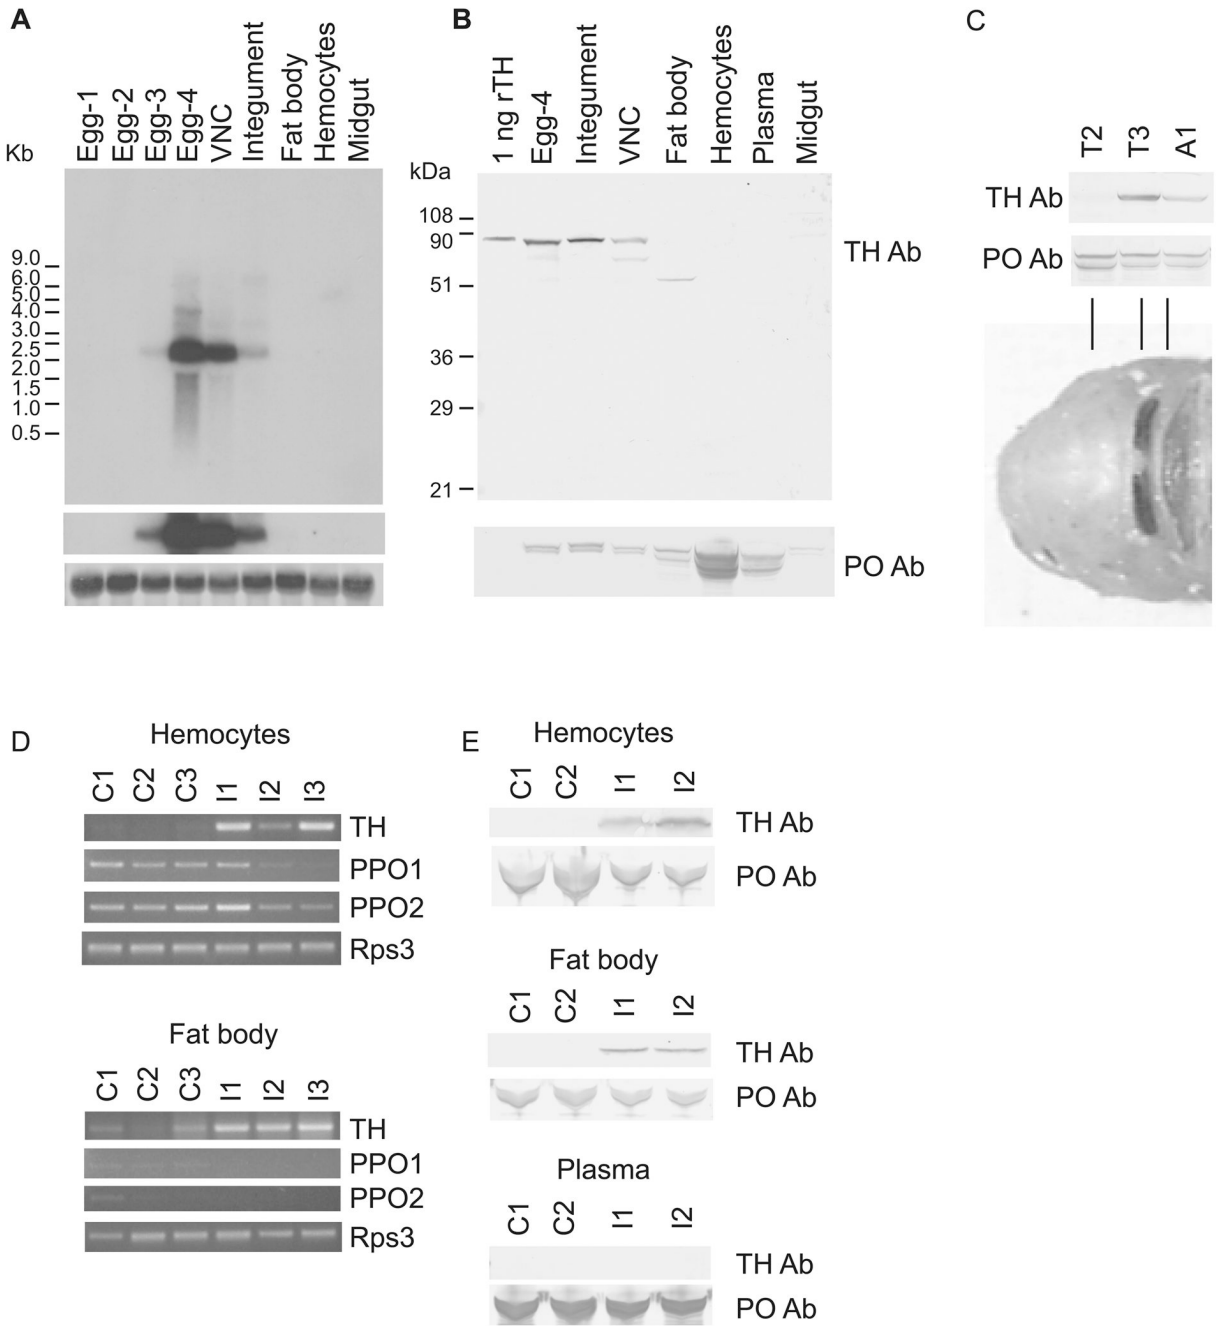 A
Egg-1
Egg-2
Egg-3
Egg-4
VNC
Integument
Fat body
Hemocytes
Midgut
Kb
9.0
6.0
5.0
4.0
3.0
2.5
2.0
1.5
1.0
0.5
B
1 ng rTH
Egg-4
Integument
VNC
Fat body
Hemocytes
Plasma
Midgut
kDa
108
90
51
36
29
21
TH Ab
PO Ab
C
T2
T3
A1
TH Ab
PO Ab
D
Hemocytes
C1 C2 C3 I1 I2 I3
TH
PPO1
PPO2
Rps3
Fat body
C1 C2 C3 I1 I2 I3
TH
PPO1
PPO2
Rps3
E
Hemocytes
C1 C2 I1 I2
TH Ab
PO Ab
Fat body
C1 C2 I1 I2
TH Ab
PO Ab
Plasma
C1 C2 I1 I2
TH Ab
PO Ab